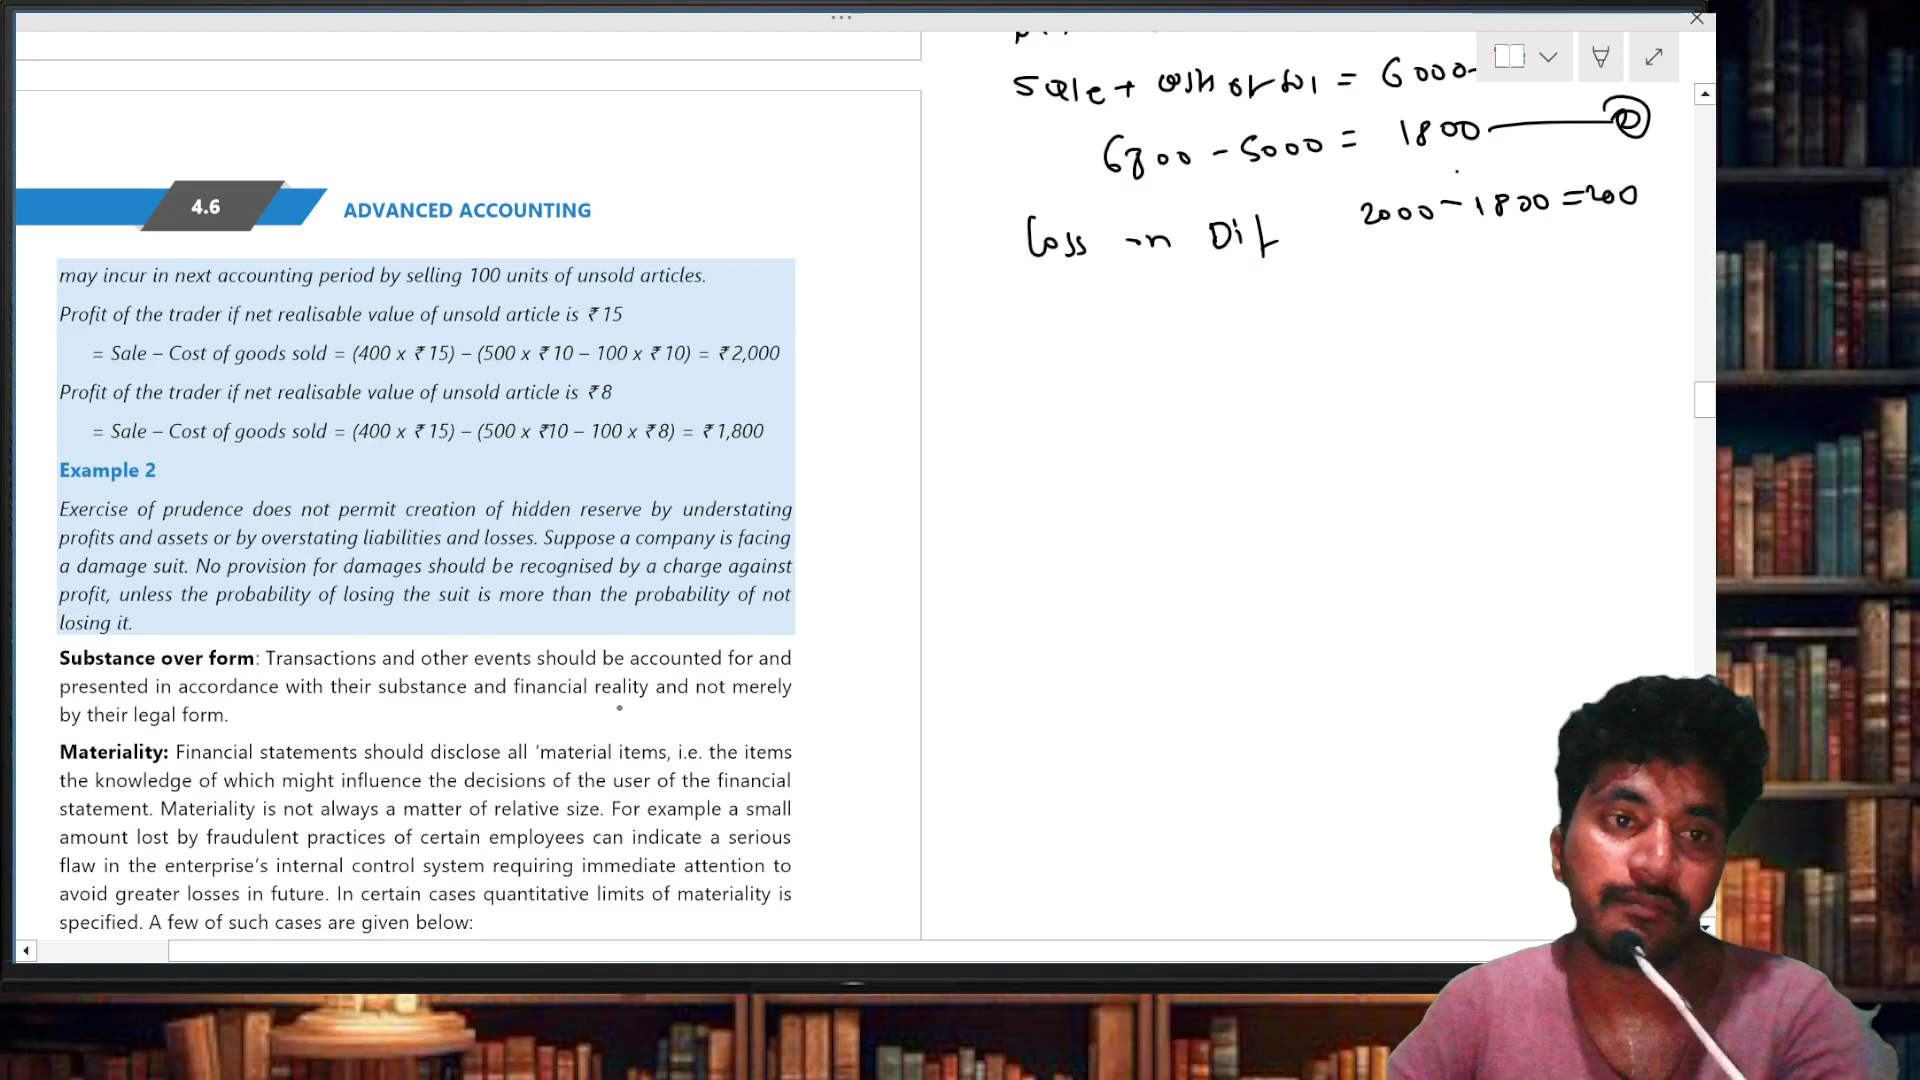 4.6 ADVANCED ACCOUNTING
may incur in next accounting period by selling 100 units of unsold articles.
Profit of the trader if net realisable value of unsold article is ₹ 15
= Sale – Cost of goods sold = (400 x ₹ 15) – (500 x ₹ 10 – 100 x ₹ 10) = ₹ 2,000
Profit of the trader if net realisable value of unsold article is ₹ 8
= Sale – Cost of goods sold = (400 x ₹ 15) – (500 x ₹10 – 100 x ₹ 8) = ₹ 1,800
Example 2
Exercise of prudence does not permit creation of hidden reserve by understating
profits and assets or by overstating liabilities and losses. Suppose a company is facing
a damage suit. No provision for damages should be recognised by a charge against
profit, unless the probability of losing the suit is more than the probability of not
losing it.
Substance over form: Transactions and other events should be accounted for and
presented in accordance with their substance and financial reality and not merely
by their legal form.
Materiality: Financial statements should disclose all ‘material items, i.e. the items
the knowledge of which might influence the decisions of the user of the financial
statement. Materiality is not always a matter of relative size. For example a small
amount lost by fraudulent practices of certain employees can indicate a serious
flaw in the enterprise’s internal control system requiring immediate attention to
avoid greater losses in future. In certain cases quantitative limits of materiality is
specified. A few of such cases are given below:
Sale + = 6000-
6800 - 5000 = 1800
2000 - 1800 = 200
Loss in Dif